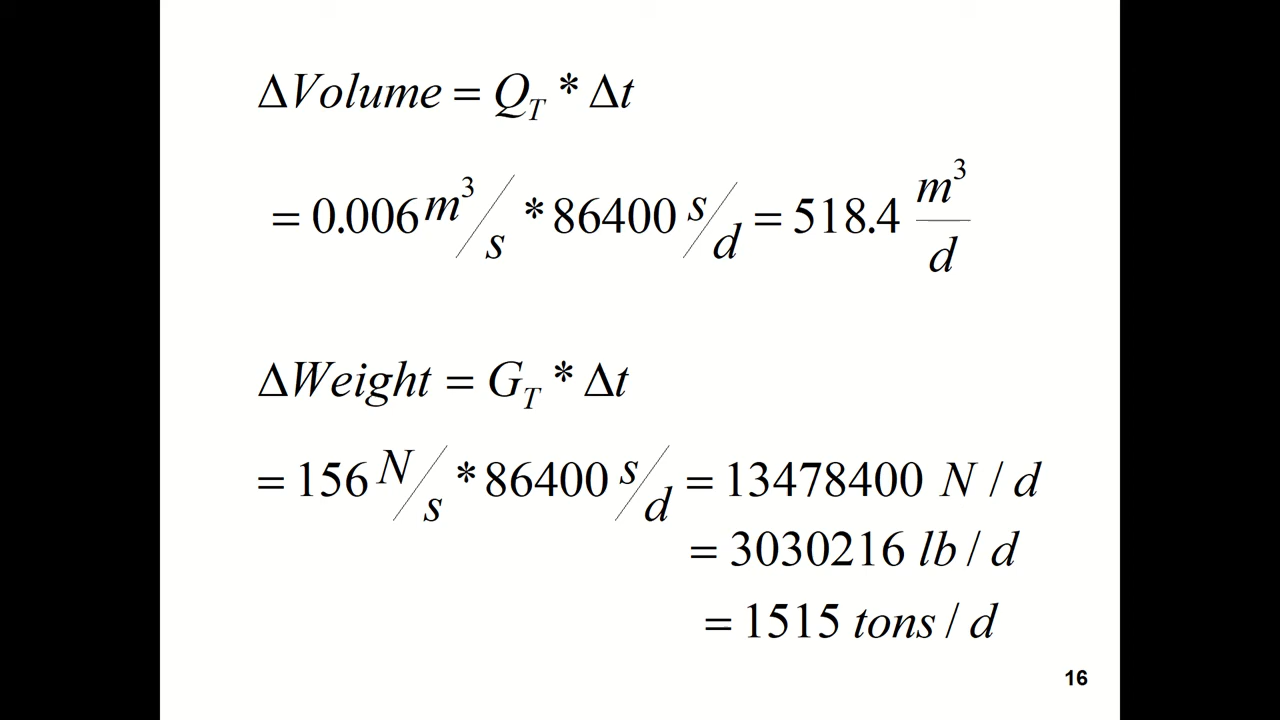 ΔVolume = Q_T * Δt
= 0.006 m³/s * 86400 s/d = 518.4 m³/d
ΔWeight = G_T * Δt
= 156 N/s * 86400 s/d = 13478400 N / d
= 3030216 lb / d
= 1515 tons / d
16